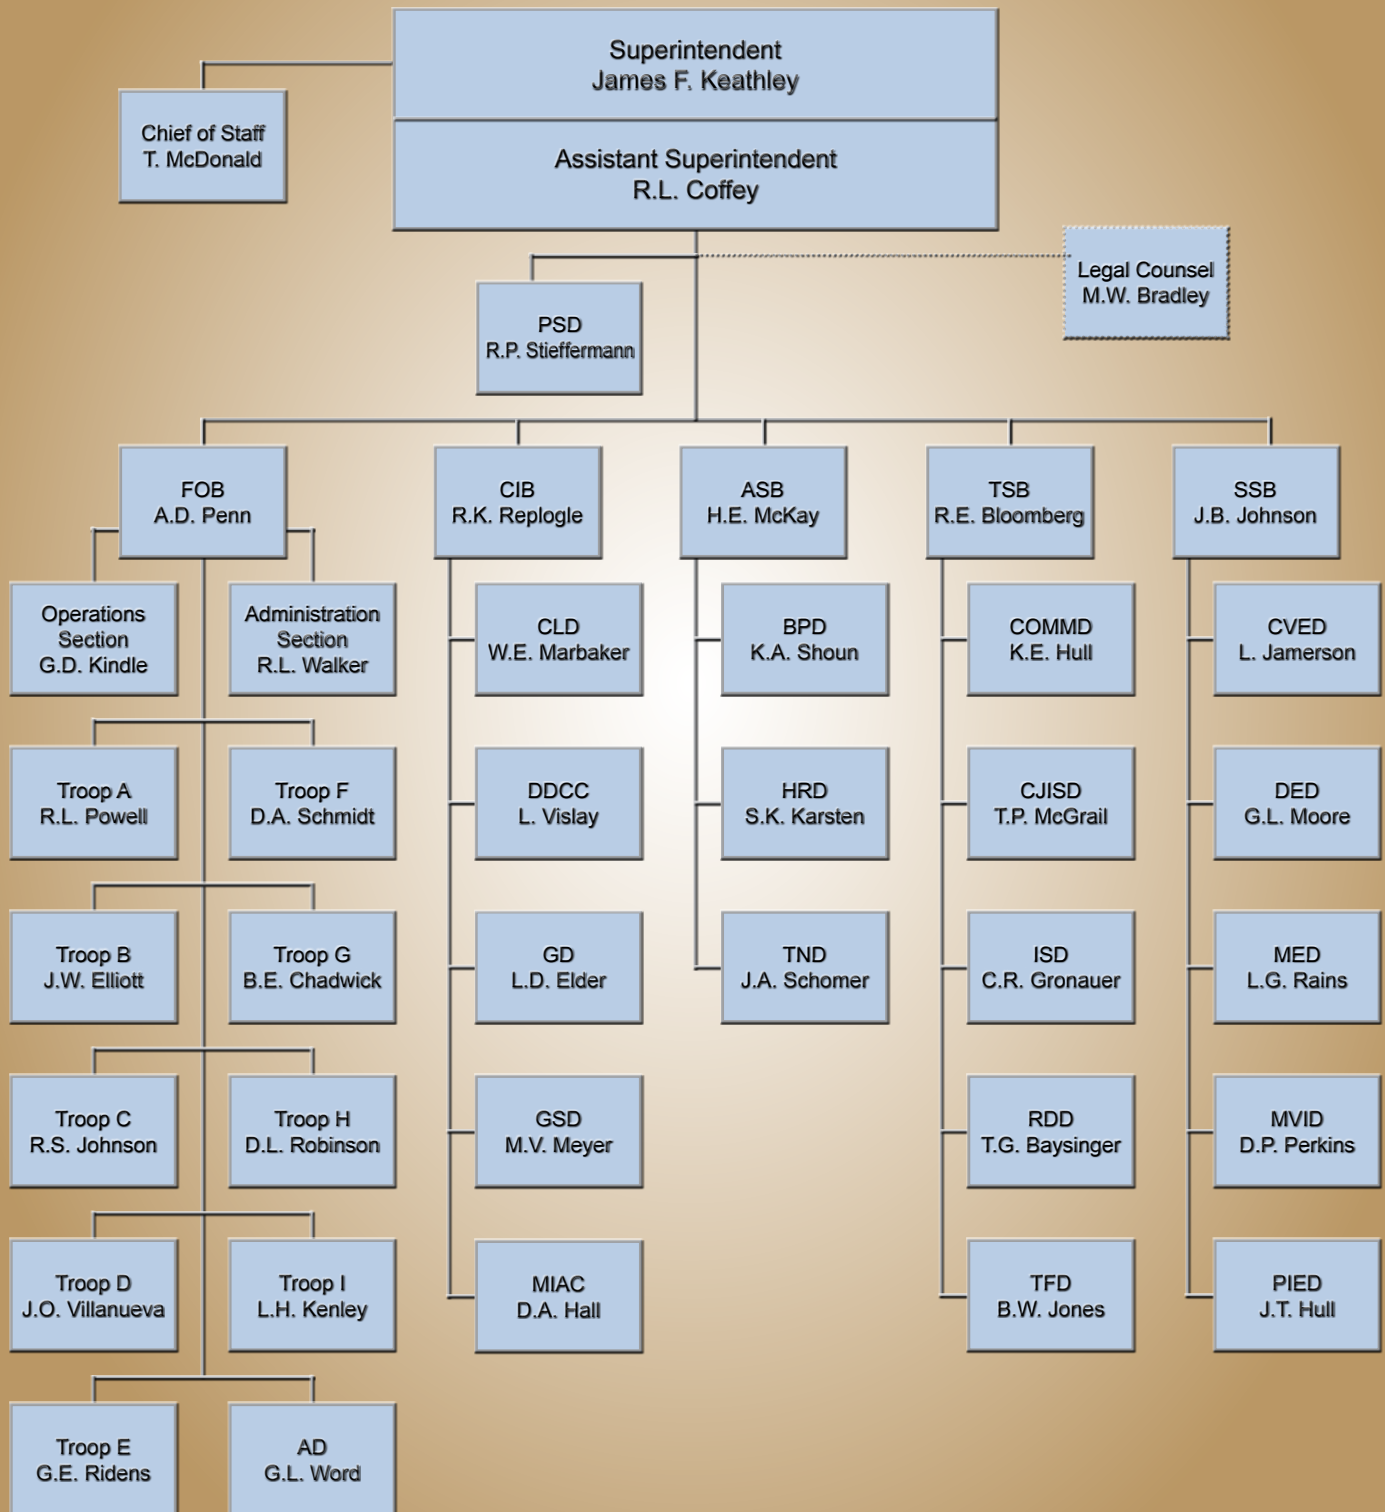 Superintendent
James F. Keathley
Chief of Staff
T. McDonald
Assistant Superintendent
R.L. Coffey
Legal Counsel
M.W. Bradley
PSD
R.P. Stieffermann
FOB
A.D. Penn
CIB
R.K. Replogle
ASB
H.E. McKay
TSB
R.E. Bloomberg
SSB
J.B. Johnson
Operations
Section
G.D. Kindle
Administration
Section
R.L. Walker
CLD
W.E. Marbaker
BPD
K.A. Shoun
COMMD
K.E. Hull
CVED
L. Jamerson
Troop A
R.L. Powell
Troop F
D.A. Schmidt
DDCC
L. Vislay
HRD
S.K. Karsten
CJISD
T.P. McGrail
DED
G.L. Moore
Troop B
J.W. Elliott
Troop G
B.E. Chadwick
GD
L.D. Elder
TND
J.A. Schomer
ISD
C.R. Gronauer
MED
L.G. Rains
Troop C
R.S. Johnson
Troop H
D.L. Robinson
GSD
M.V. Meyer
RDD
T.G. Baysinger
MVID
D.P. Perkins
Troop D
J.O. Villanueva
Troop I
L.H. Kenley
MIAC
D.A. Hall
TFD
B.W. Jones
PIED
J.T. Hull
Troop E
G.E. Ridens
AD
G.L. Word